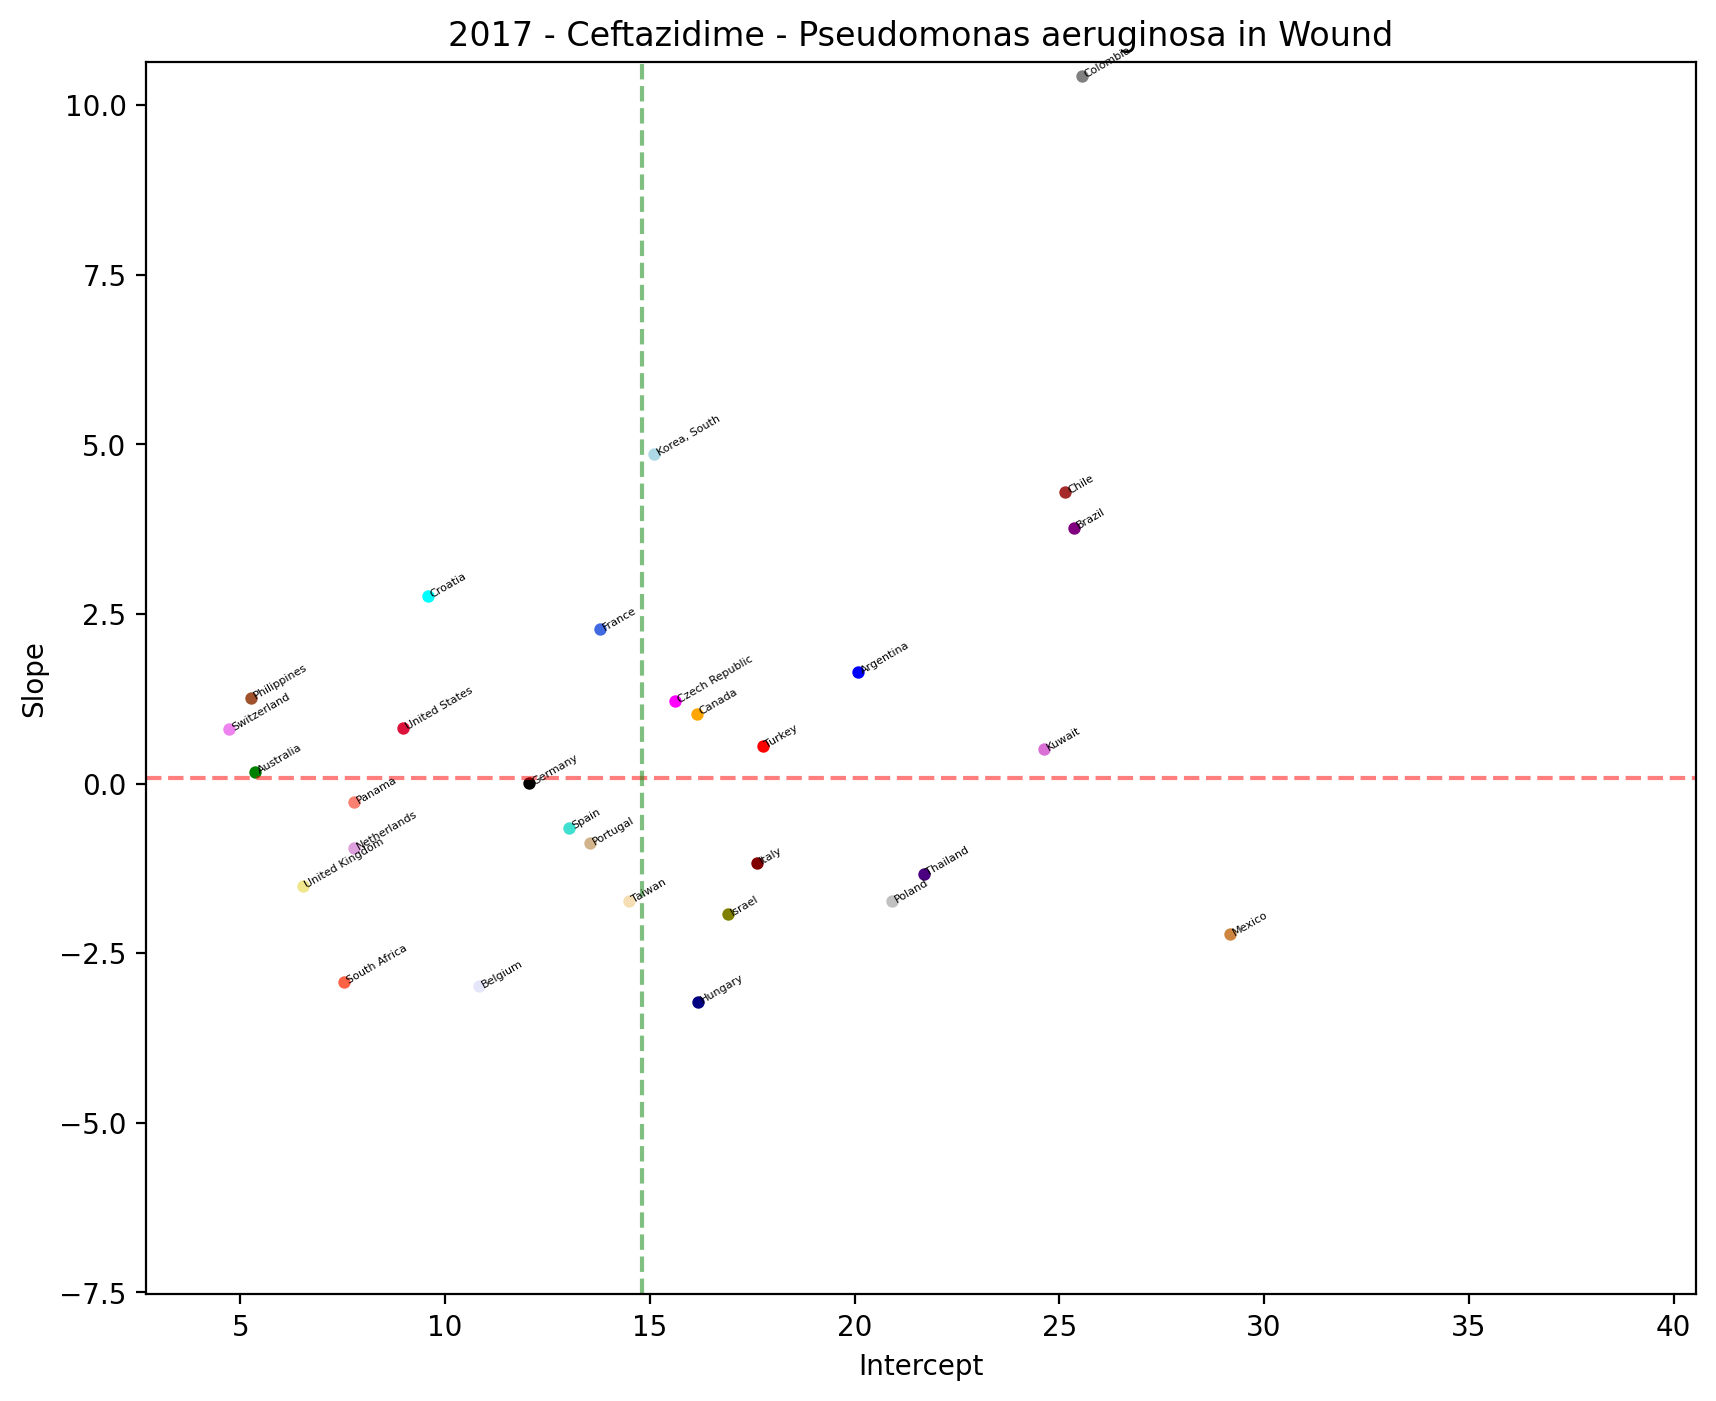 2017 - Ceftazidime - Pseudomonas aeruginosa in Wound
Colombia
10.0
7.5
5.0
2.5
0.0
−2.5
−5.0
−7.5
Slope
Korea, South
Chile
Brazil
Croatia
France
Argentina
Philippines
Czech Republic
Switzerland
United States
Canada
Turkey
Kuwait
Australia
Germany
Panama
Spain
Netherlands
Portugal
United Kingdom
Italy
Thailand
Taiwan
Poland
Israel
Mexico
South Africa
Belgium
Hungary
5 10 15 20 25 30 35 40
Intercept